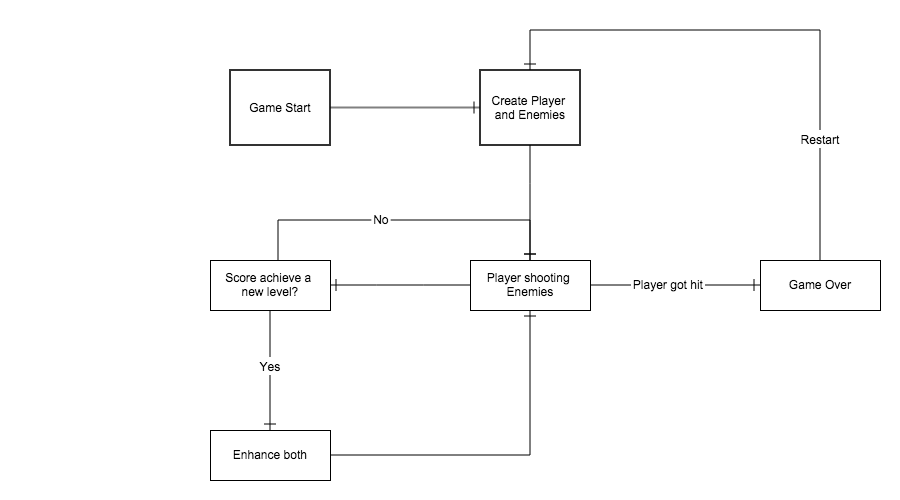 Game Start
Create Player
and Enemies
Restart
No
Score achieve a
new level?
Player shooting
Enemies
Player got hit
Game Over
Yes
Enhance both